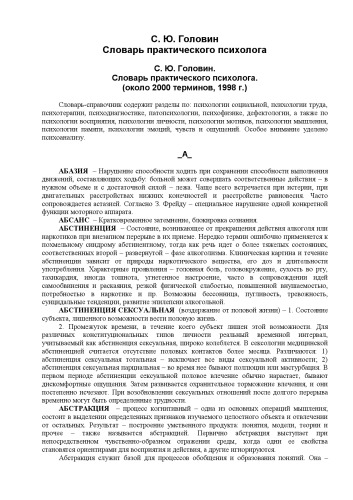 С. Ю. Головин
Словарь практического психолога
С. Ю. Головин.
Словарь практического психолога.
(около 2000 терминов, 1998 г.)
Словарь-справочник содержит разделы по: психологии социальной, психологии труда,
психотерапии, психодиагностике, патопсихологии, психофизике, дефектологии, а также по
психологии восприятия, психологии личности, психологии мотивов, психологии мышления,
психологии памяти, психологии эмоций, чувств и ощущений. Особое внимание уделено
психоанализу.
_А_
АБАЗИЯ – Нарушение способности ходить при сохранении способности выполнения
движений, составляющих ходьбу: больной может совершать соответственные действия – в
нужном объеме и с достаточной силой – лежа. Чаще всего встречается при истерии, при
двигательных расстройствах нижних конечностей и расстройстве равновесия. Часто
сопровождается астазией. Согласно З. Фрейду – специальное нарушение одной конкретной
функции моторного аппарата.
АБСАНС – Кратковременное затемнение, блокировка сознания.
АБСТИНЕНЦИЯ – Состояние, возникающее от прекращения действия алкоголя или
наркотиков при внезапном перерыве в их приеме. Нередко термин ошибочно применяется к
похмельному синдрому абстинентному, тогда как речь идет о более тяжелых состояниях,
соответственных второй – развернутой – фазе алкоголизма. Клиническая картина и течение
абстиненции зависят от природы наркотического вещества, его доз и длительности
употребления. Характерные проявления – головная боль, головокружение, сухость во рту,
тахикардия, иногда тошнота, угнетенное настроение, часто в сопровождении идей
самообвинения и раскаяния, резкий физической слабостью, повышенной внушаемостью,
потребностью в наркотике и пр. Возможны бессонница, пугливость, тревожность,
суицидальные тенденции, развитие эпилепсии алкогольной.
АБСТИНЕНЦИЯ СЕКСУАЛЬНАЯ (воздержание от половой жизни) – 1. Состояние
субъекта, лишенного возможности вести половую жизнь.
2. Промежуток времени, в течение коего субъект лишен этой возможности. Для
различных конституциональных типов личности реальный временной интервал,
учитываемый как абстиненция сексуальная, широко колеблется. В сексологии медицинской
абстиненцией считается отсутствие половых контактов более месяца. Различаются: 1)
абстиненция сексуальная тотальная – исключает все виды сексуальной активности; 2)
абстиненция сексуальная парциальная – во время нее бывают поллюции или мастурбация. В
первом периоде абстиненции сексуальной половое влечение обычно нарастает, бывают
дискомфортные ощущения. Затем развивается охранительное торможение влечения, и они
постепенно исчезают. При возобновлении сексуальных отношений после долгого перерыва
временно могут быть определенные трудности.
АБСТРАКЦИЯ – процесс когнитивный – одна из основных операций мышления;
состоит в выделении определенных признаков изучаемого целостного объекта и отвлечении
от остальных. Результат – построение умственного продукта: понятия, модели, теории и
прочее – также называется абстракцией. Первично абстракция выступает при
непосредственном чувственно-образном отражении среды, когда одни ее свойства
становятся ориентирами для восприятия и действия, а другие игнорируются.
Абстракция служит базой для процессов обобщения и образования понятий. Она –